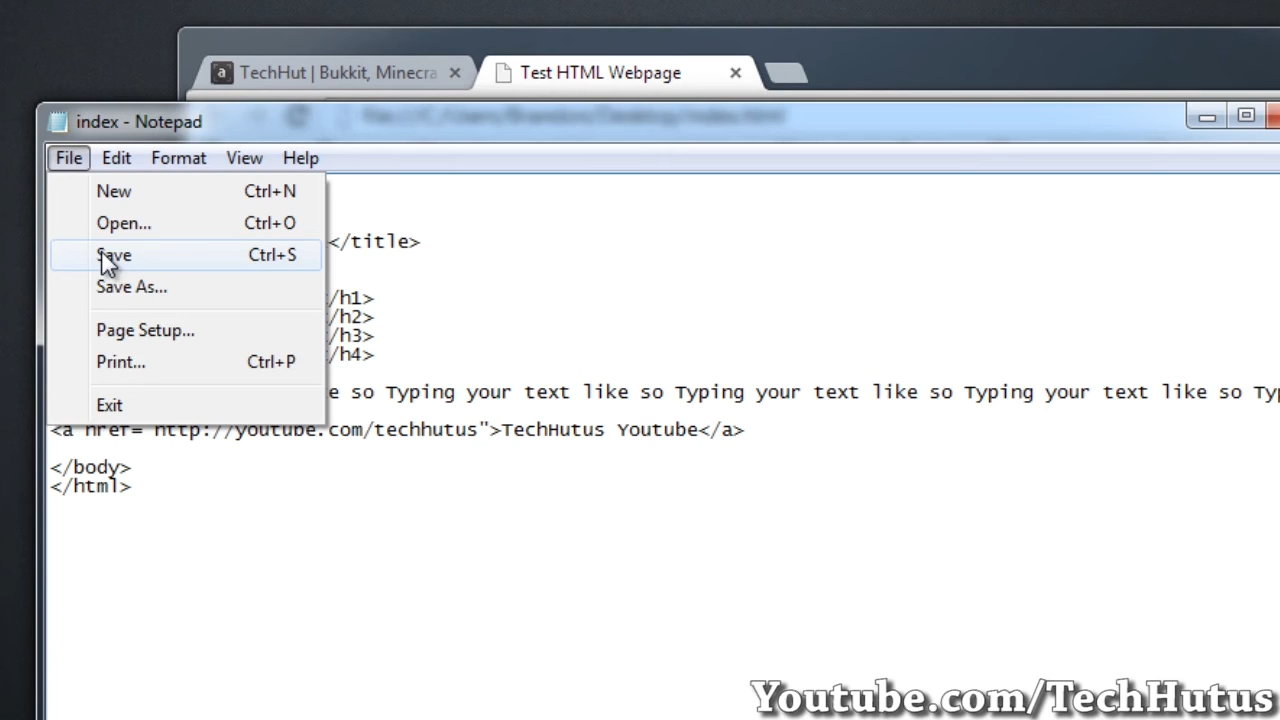 TechHut | Bukkit, Minecra
Test HTML Webpage
index - Notepad
File Edit Format View Help
New Ctrl+N
Open... Ctrl+O
Save Ctrl+S
Save As...
Page Setup...
Print... Ctrl+P
Exit
</title>
/h1>
/h2>
/h3>
/h4>
e so Typing your text like so Typing your text like so Typing your text like so Typ
<a href= http://youtube.com/techhutus">TechHutus Youtube</a>
</body>
</html>
Youtube.com/TechHutus